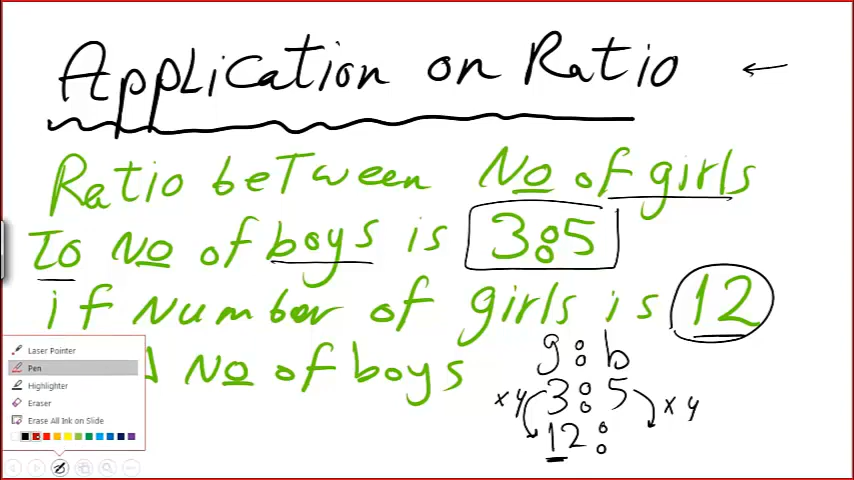 Application on Ratio
Ratio between No of girls
To No of boys is 3:5
if Number of girls is 12
No of boys
g : b
x 4 3 : 5 x 4
12 :
Laser Pointer
Pen
Highlighter
Eraser
Erase All Ink on Slide